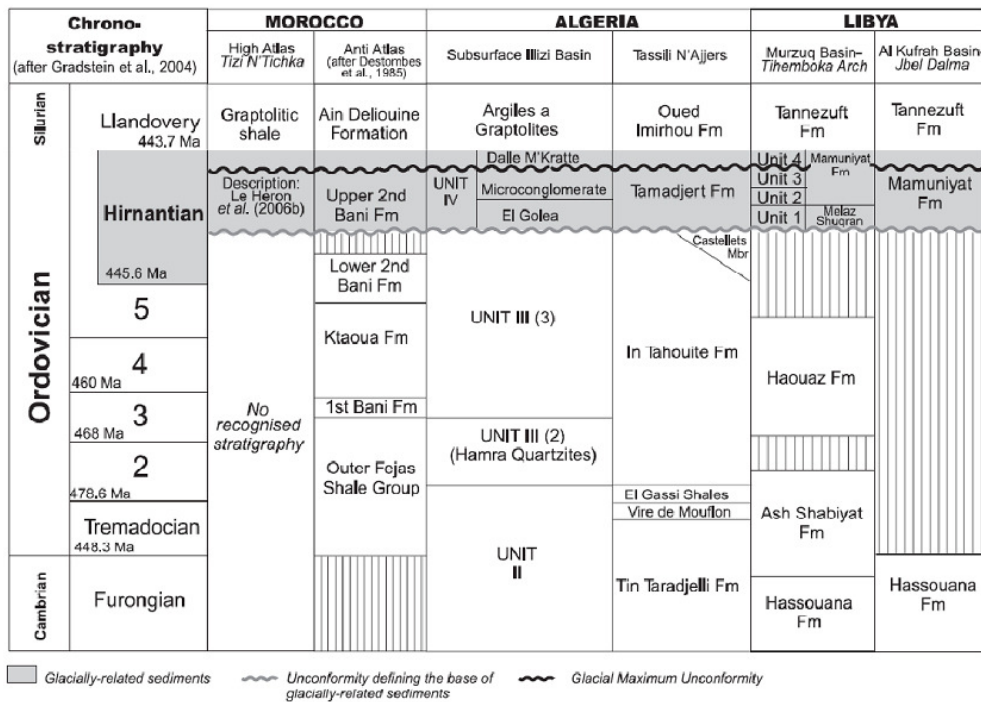 Chrono-
stratigraphy
(after Gradstein et al., 2004)
MOROCCO
ALGERIA
LIBYA
High Atlas
Tizi N'Tichka
Anti Atlas
(after Destombes
et al., 1985)
Subsurface Illizi Basin
Tassili N'Ajjers
Murzuq Basin–
Tihemboka Arch
Al Kufrah Basin-
Jbel Dalma
Silurian
Llandovery
443.7 Ma
Graptolitic
shale
Ain Deliouine
Formation
Argiles a
Graptolites
Oued
Imirhou Fm
Tannezuft
Fm
Tannezuft
Fm
Ordovician
Hirnantian
445.6 Ma
Description:
Le Heron
et al. (2006b)
Upper 2nd
Bani Fm
UNIT
IV
Dalle M'Kratte
Microconglomerate
El Golea
Tamadjert Fm
Unit 4
Unit 3
Unit 2
Unit 1
Mamuniyat
Fm
Melaz
Shuqran
Mamuniyat
Fm
Castellets
Mbr
Lower 2nd
Bani Fm
5
4
460 Ma
3
468 Ma
2
478.6 Ma
Tremadocian
448.3 Ma
No
recognised
stratigraphy
Ktaoua Fm
1st Bani Fm
Outer Fejas
Shale Group
UNIT III (3)
UNIT III (2)
(Hamra Quartzites)
UNIT
II
In Tahouite Fm
El Gassi Shales
Vire de Mouflon
Tin Taradjelli Fm
Haouaz Fm
Ash Shabiyat
Fm
Hassouana
Fm
Hassouana
Fm
Cambrian
Furongian
Glacially-related sediments
Unconformity defining the base of
glacially-related sediments
Glacial Maximum Unconformity